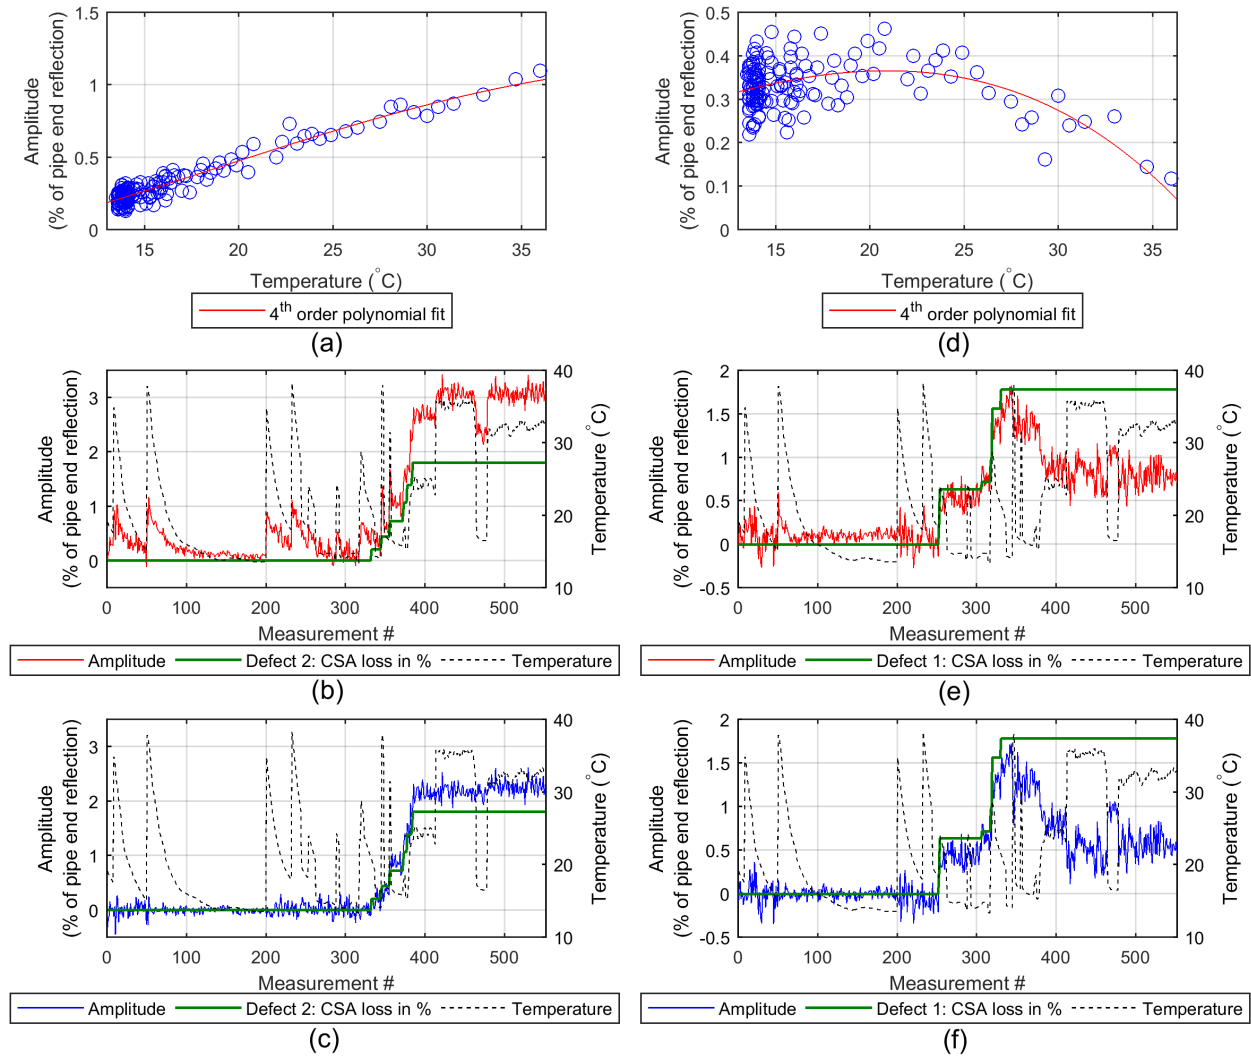 1.5
1
0.5
0
15
20
25
30
35
Amplitude
(% of pipe end reflection)
Temperature (°C)
4th order polynomial fit
(a)
0.5
0.4
0.3
0.2
0.1
0
15
20
25
30
35
Amplitude
(% of pipe end reflection)
Temperature (°C)
4th order polynomial fit
(d)
3
2
1
0
40
30
20
10
0
100
200
300
400
500
Amplitude
(% of pipe end reflection)
Temperature (°C)
Measurement #
Amplitude Defect 2: CSA loss in % Temperature
(b)
2
1.5
1
0.5
0
-0.5
40
30
20
10
0
100
200
300
400
500
Amplitude
(% of pipe end reflection)
Temperature (°C)
Measurement #
Amplitude Defect 1: CSA loss in % Temperature
(e)
3
2
1
0
40
30
20
10
0
100
200
300
400
500
Amplitude
(% of pipe end reflection)
Temperature (°C)
Measurement #
Amplitude Defect 2: CSA loss in % Temperature
(c)
2
1.5
1
0.5
0
-0.5
40
30
20
10
0
100
200
300
400
500
Amplitude
(% of pipe end reflection)
Temperature (°C)
Measurement #
Amplitude Defect 1: CSA loss in % Temperature
(f)